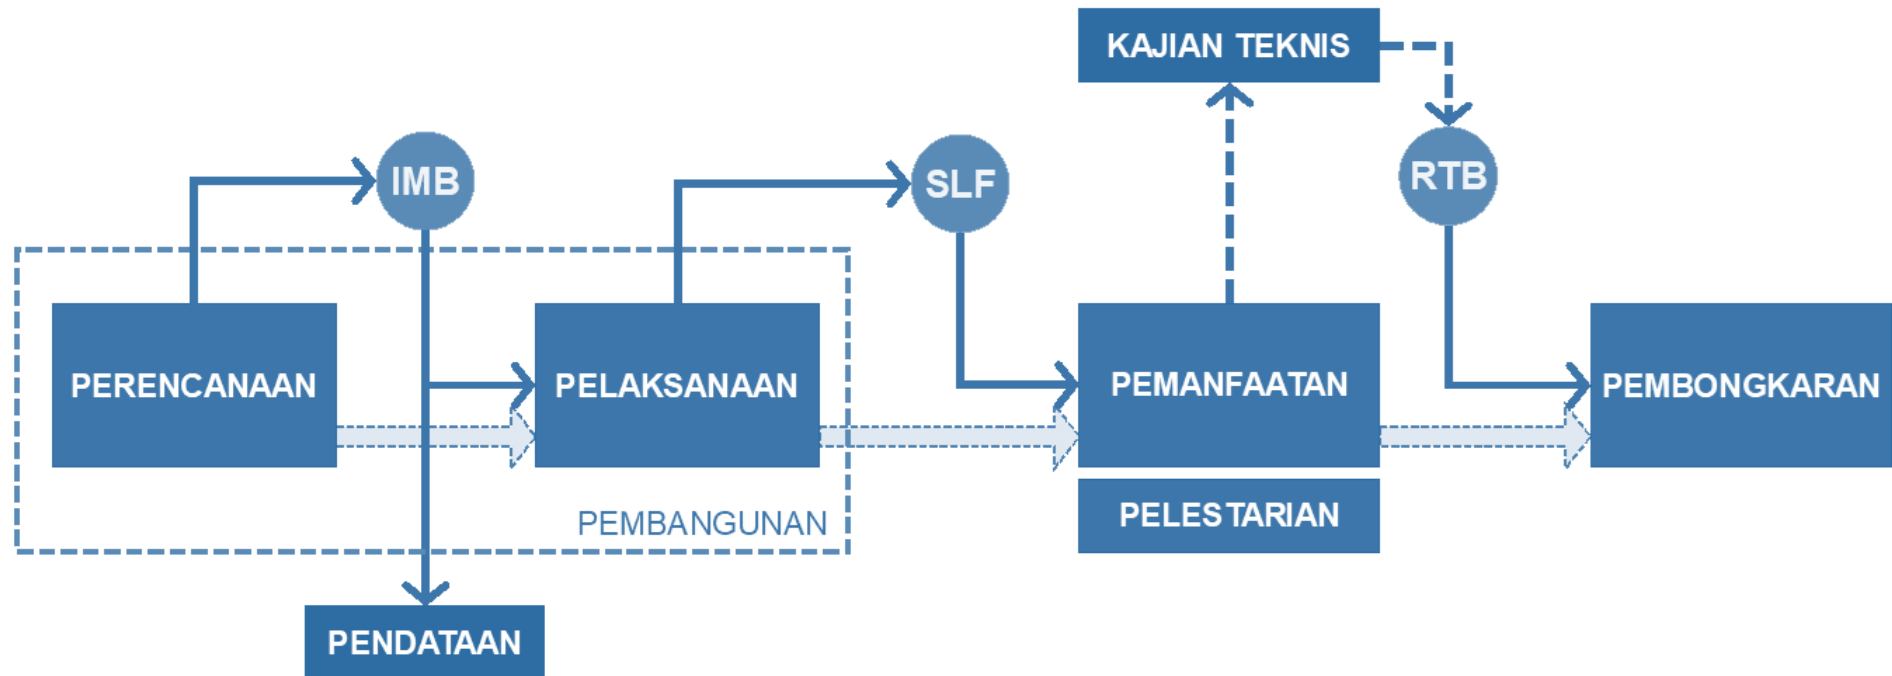 KAJIAN TEKNIS
IMB
SLF
RTB
PERENCANAAN
PELAKSANAAN
PEMANFAATAN
PEMBONGKARAN
PEMBANGUNAN
PELESTARIAN
PENDATAAN